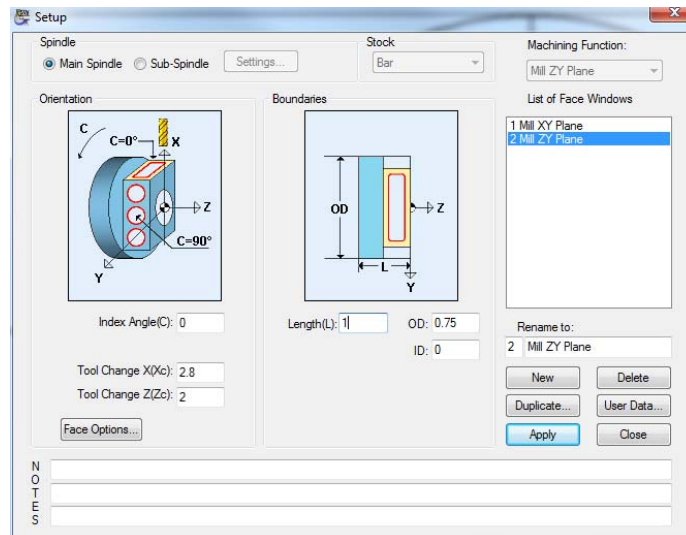 Setup
Spindle
Main Spindle Sub-Spindle Settings...
Stock
Bar
Machining Function:
Mill ZY Plane
Orientation
C
C=0°
X
Z
C=90°
Y
Index Angle(C): 0
Tool Change X(Xc): 2.8
Tool Change Z(Zc): 2
Face Options...
Boundaries
OD
Z
L
Y
Length(L): 1 OD: 0.75
ID: 0
List of Face Windows
1 Mill XY Plane
2 Mill ZY Plane
Rename to:
2 Mill ZY Plane
New Delete
Duplicate... User Data...
Apply Close
N
O
T
E
S